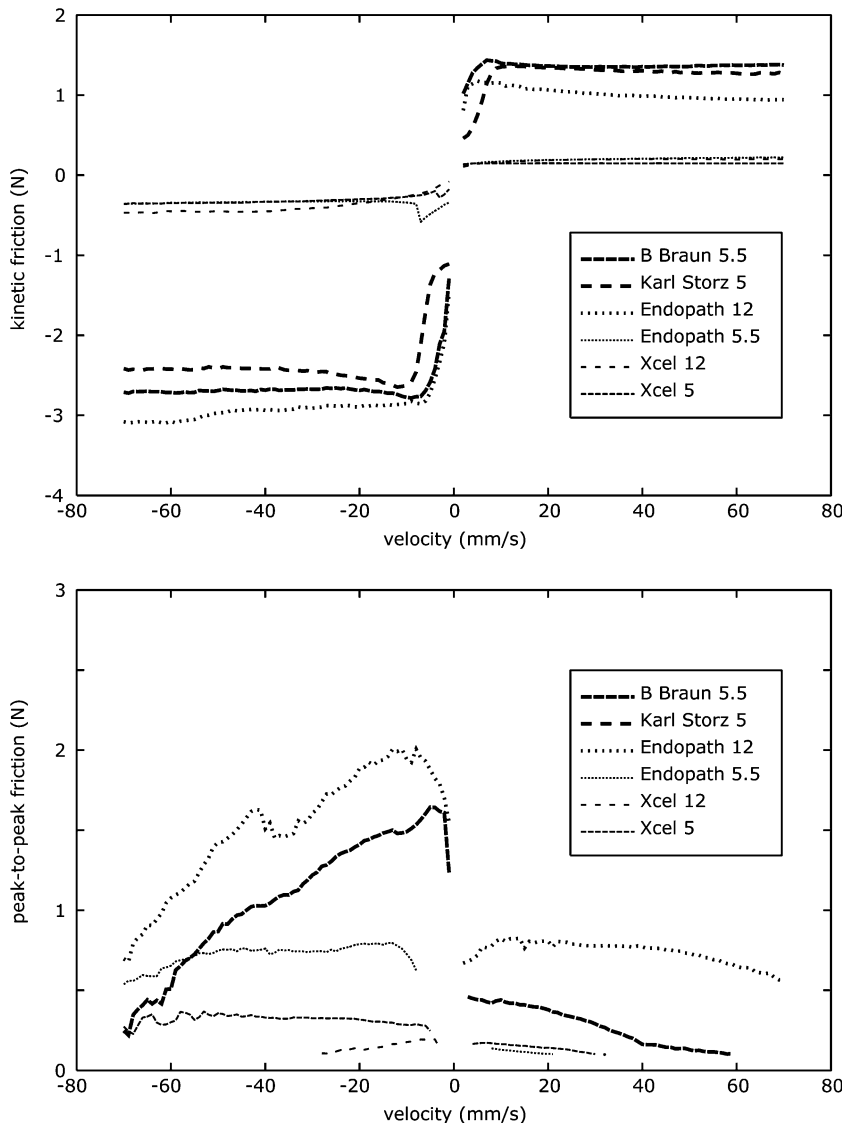 2
1
0
-1
-2
-3
-4
kinetic friction (N)
B Braun 5.5
Karl Storz 5
Endopath 12
Endopath 5.5
Xcel 12
Xcel 5
-80 -60 -40 -20 0 20 40 60 80
velocity (mm/s)
3
2
1
0
peak-to-peak friction (N)
B Braun 5.5
Karl Storz 5
Endopath 12
Endopath 5.5
Xcel 12
Xcel 5
-80 -60 -40 -20 0 20 40 60 80
velocity (mm/s)